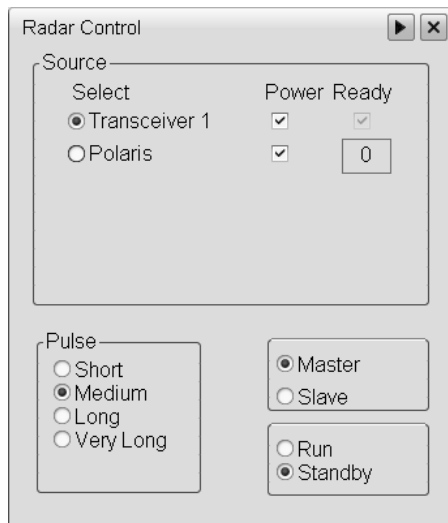 Radar Control
Source
Select Power Ready
Transceiver 1
Polaris 0
Pulse
Short
Medium
Long
Very Long
Master
Slave
Run
Standby